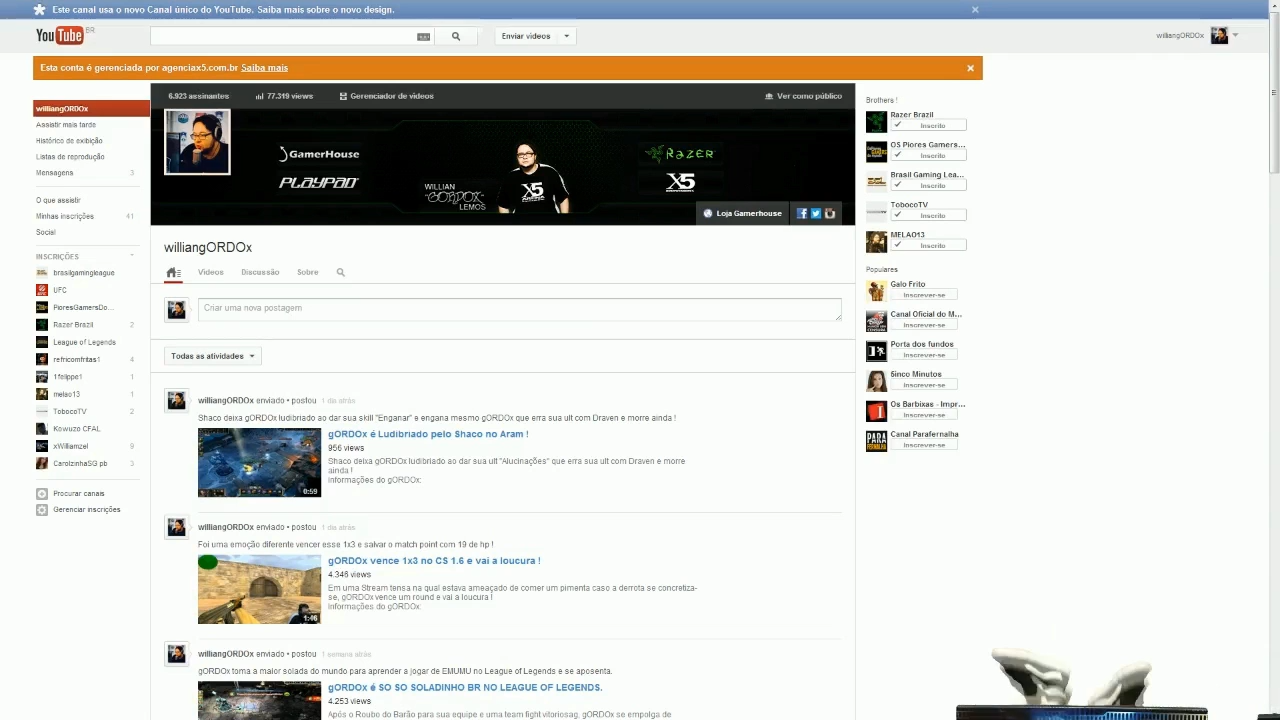 Este canal usa o novo Canal único do YouTube. Saiba mais sobre o novo design.
YouTube BR
Enviar vídeos
williangORDOx
Esta conta é gerenciada por agenciax5.com.br Saiba mais
williangORDOx
Assistir mais tarde
Histórico de exibição
Listas de reprodução
Mensagens 3
O que assistir
Minhas inscrições 41
Social
INSCRIÇÕES
brasilgamingleague
UFC
PioresGamersDo...
Razer Brazil 2
League of Legends
refricomfritas1 4
1felippe1 1
melao13 1
TobocoTV 2
Kowuzo CFAL
xWilliamzel 9
CarolzinhaSG pb 3
Procurar canais
Gerenciar inscrições
6.923 assinantes
77.319 views
Gerenciador de vídeos
Ver como público
GamerHouse
PLAYPAD
WILLIAN
GORDOX
LEMOS
X5
RAZER
X5
Loja Gamerhouse
williangORDOx
Vídeos
Discussão
Sobre
Criar uma nova postagem
Todas as atividades
williangORDOx enviado • postou 1 dia atrás
Shaco deixa gORDOx ludibriado ao dar sua skill "Enganar" e engana mesmo gORDOx que erra sua ult com Draven e morre ainda !
gORDOx é Ludibriado pelo Shaco no Aram !
956 views
Shaco deixa gORDOx ludibriado ao dar sua ult "Alucinações" que erra sua ult com Draven e morre
ainda !
Informações do gORDOx:
0:59
williangORDOx enviado • postou 1 dia atrás
Foi uma emoção diferente vencer esse 1x3 e salvar o match point com 19 de hp !
gORDOx vence 1x3 no CS 1.6 e vai a loucura !
4.346 views
Em uma Stream tensa na qual estava ameaçado de comer um pimenta caso a derrota se concretiza-
se, gORDOx vence um round e vai a loucura !
Informações do gORDOx:
1:46
williangORDOx enviado • postou 1 semana atrás
gORDOx toma a maior solada do mundo para aprender a jogar de EMUMU no League of Legends e se aposenta.
gORDOx é SO SO SOLADINHO BR NO LEAGUE OF LEGENDS.
4.253 views
Após o Roubo do Barão para sua equipe e uma team fight vitoriosag, gORDOx se empolga de
Brothers !
Razer Brazil
Inscrito
OS Piores Gamers...
Inscrito
Brasil Gaming Lea...
Inscrito
TobocoTV
Inscrito
MELAO13
Inscrito
Populares
Galo Frito
Inscrever-se
Canal Oficial do M...
Inscrever-se
Porta dos fundos
Inscrever-se
5inco Minutos
Inscrever-se
Os Barbixas - Impr...
Inscrever-se
Canal Parafernalha
Inscrever-se